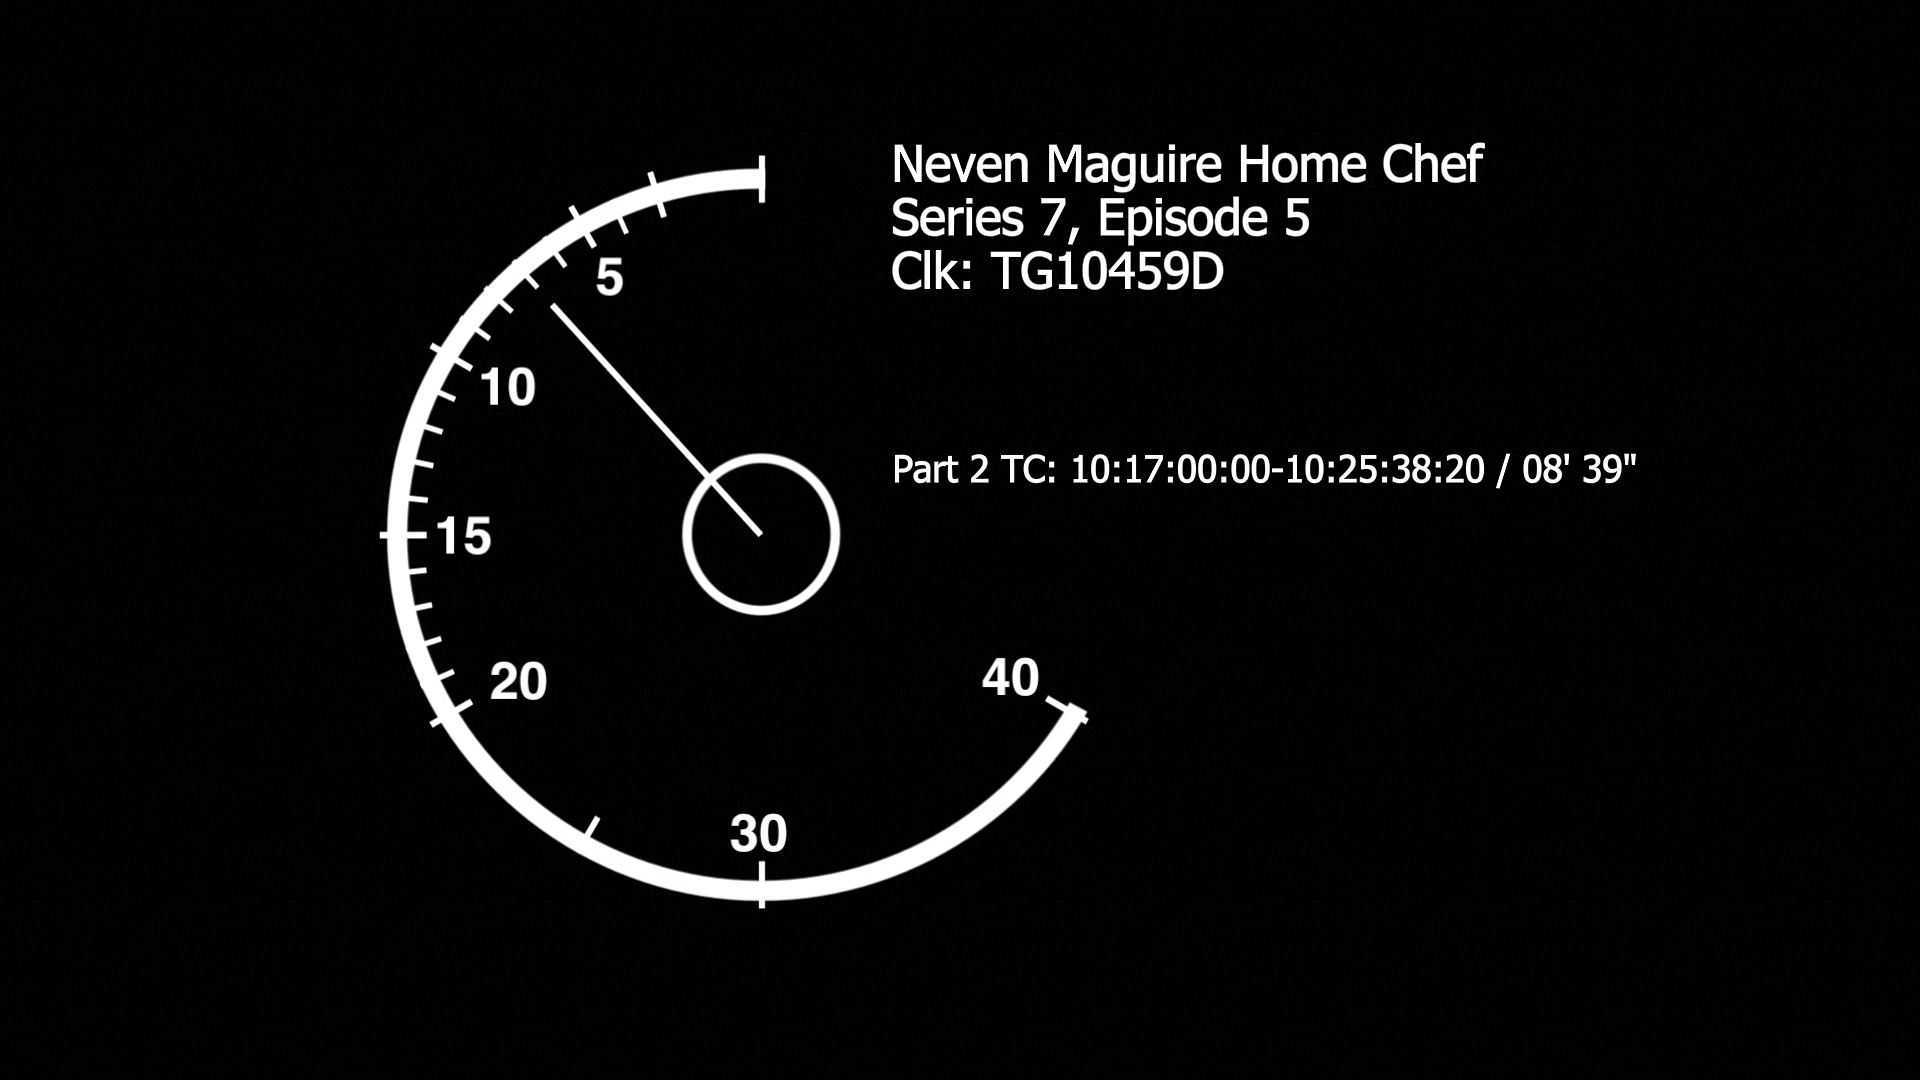 Neven Maguire Home Chef
Series 7, Episode 5
Clk: TG10459D
5
10
Part 2 TC: 10:17:00:00-10:25:38:20 / 08' 39"
15
20
40
30